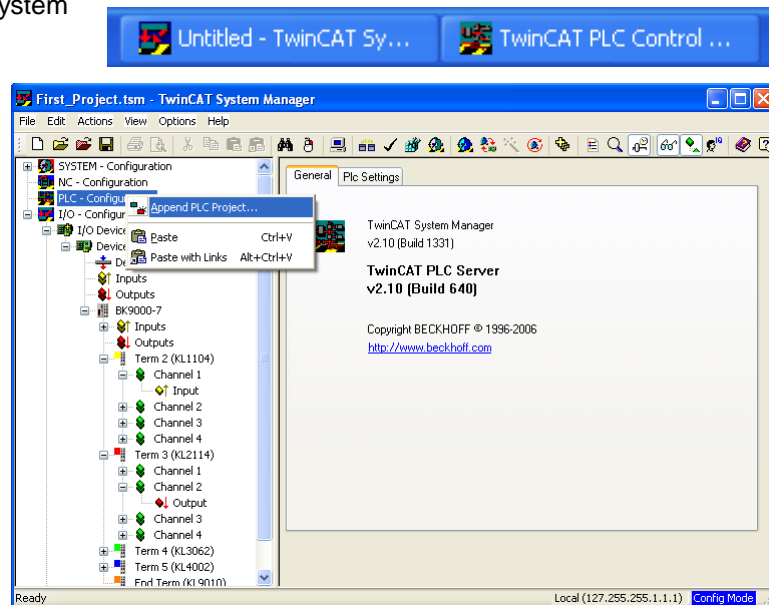 ystem
Untitled - TwinCAT Sy...
TwinCAT PLC Control ...
First_Project.tsm - TwinCAT System Manager
File Edit Actions View Options Help
SYSTEM - Configuration
NC - Configuration
PLC - Configu
I/O - Configur
I/O Device
Device
De
Append PLC Project...
Paste Ctrl+V
Paste with Links Alt+Ctrl+V
Inputs
Outputs
BK9000-7
Inputs
Outputs
Term 2 (KL1104)
Channel 1
Input
Channel 2
Channel 3
Channel 4
Term 3 (KL2114)
Channel 1
Channel 2
Output
Channel 3
Channel 4
Term 4 (KL3062)
Term 5 (KL4002)
End Term (KL9010)
General Plc Settings
TwinCAT System Manager
v2.10 (Build 1331)
TwinCAT PLC Server
v2.10 (Build 640)
Copyright BECKHOFF © 1996-2006
http://www.beckhoff.com
Ready Local (127.255.255.1.1.1) Config Mode